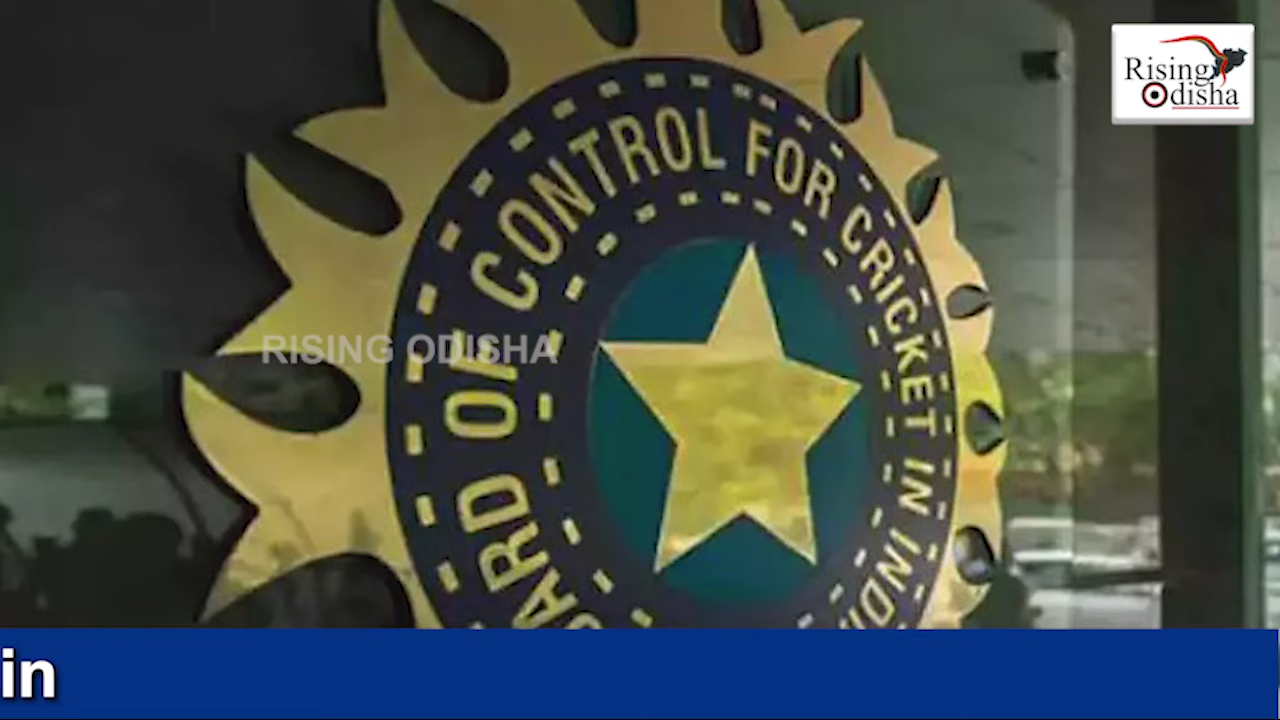 Rising
Odisha
BOARD OF CONTROL FOR CRICKET IN INDIA
RISING ODISHA
in